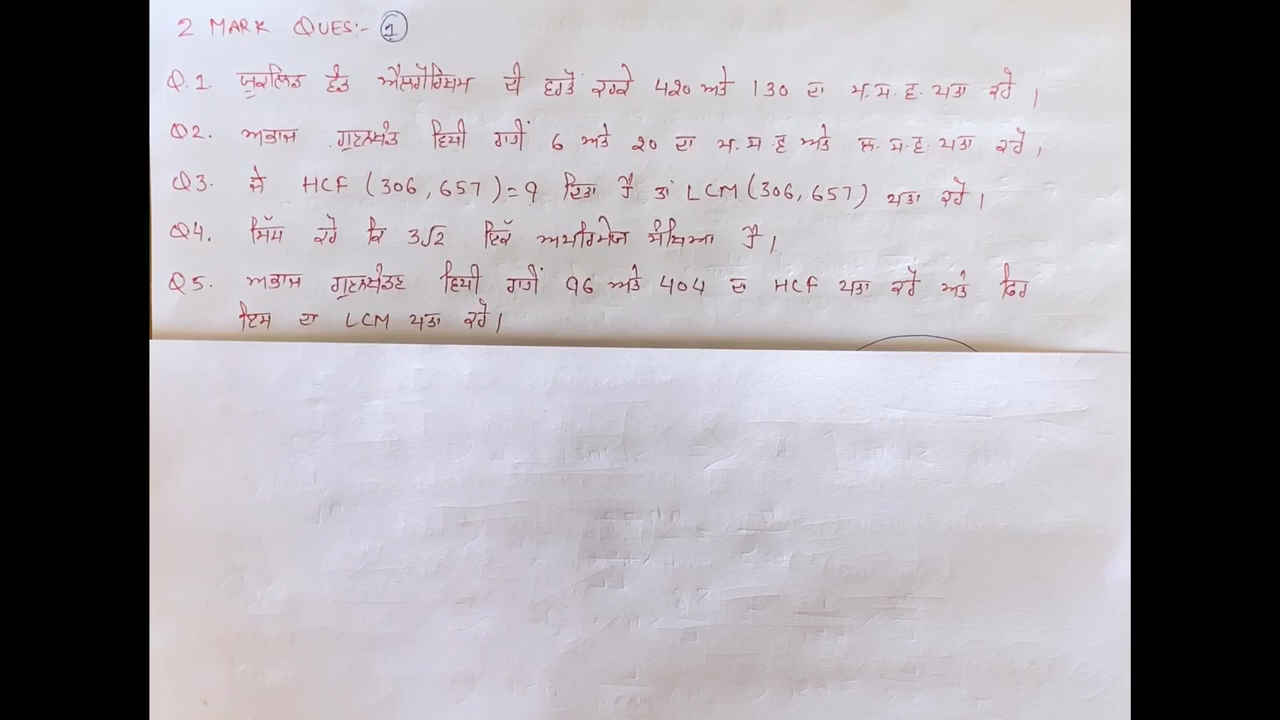 2 MARK QUES:- 1
Q.1 ਯੂਕਲਿਡ ਵੰਡ ਐਲਗੋਰਿਥਮ ਦੀ ਵਰਤੋਂ ਕਰਕੇ 420 ਅਤੇ 130 ਦਾ ਮ.ਸ.ਵ. ਪਤਾ ਕਰੋ।
Q2. ਅਭਾਜ ਗੁਣਨਖੰਡ ਵਿਧੀ ਰਾਹੀਂ 6 ਅਤੇ 20 ਦਾ ਮ.ਸ.ਵ ਅਤੇ ਲ.ਸ.ਵ. ਪਤਾ ਕਰੋ।
Q3. ਜੇ HCF (306,657)=9 ਦਿੱਤਾ ਹੈ ਤਾਂ LCM(306,657) ਪਤਾ ਕਰੋ।
Q4. ਸਿੱਧ ਕਰੋ ਕਿ 3√2 ਇੱਕ ਅਪਰਿਮੇਯ ਸੰਖਿਆ ਹੈ।
Q5. ਅਭਾਜ ਗੁਣਨਖੰਡਣ ਵਿਧੀ ਰਾਹੀਂ 96 ਅਤੇ 404 ਦਾ HCF ਪਤਾ ਕਰੋ ਅਤੇ ਫਿਰ
ਇਸ ਦਾ LCM ਪਤਾ ਕਰੋ।